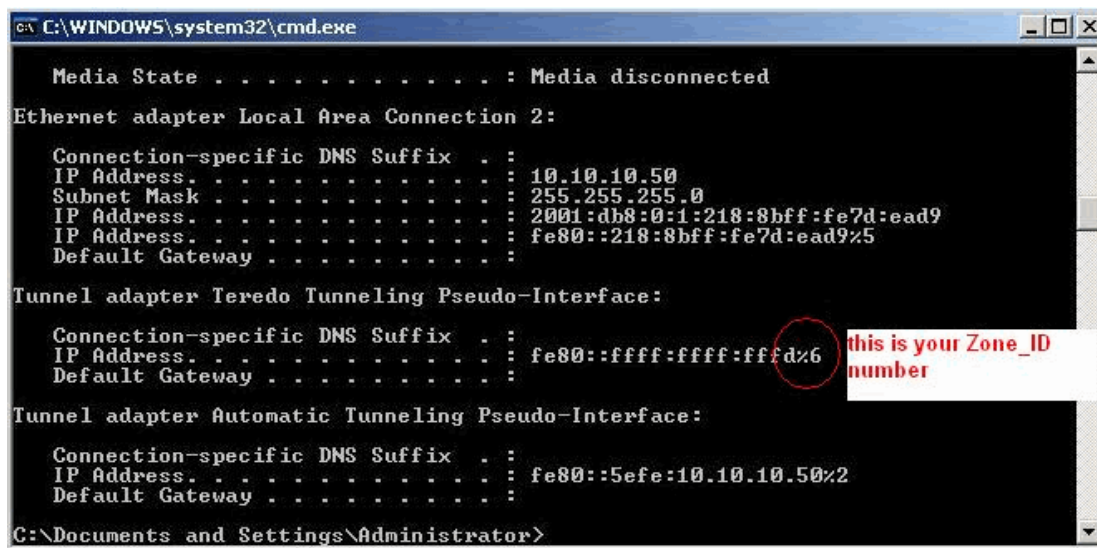 C:\WINDOWS\system32\cmd.exe
Media State . . . . . . . . . . . : Media disconnected
Ethernet adapter Local Area Connection 2:
Connection-specific DNS Suffix  . :
IP Address. . . . . . . . . . . . : 10.10.10.50
Subnet Mask . . . . . . . . . . . : 255.255.255.0
IP Address. . . . . . . . . . . . : 2001:db8:0:1:218:8bff:fe7d:ead9
IP Address. . . . . . . . . . . . : fe80::218:8bff:fe7d:ead9%5
Default Gateway . . . . . . . . . :
Tunnel adapter Teredo Tunneling Pseudo-Interface:
Connection-specific DNS Suffix  . :
IP Address. . . . . . . . . . . . : fe80::ffff:ffff:fffd%6
Default Gateway . . . . . . . . . :
this is your Zone_ID
number
Tunnel adapter Automatic Tunneling Pseudo-Interface:
Connection-specific DNS Suffix  . :
IP Address. . . . . . . . . . . . : fe80::5efe:10.10.10.50%2
Default Gateway . . . . . . . . . :
C:\Documents and Settings\Administrator>